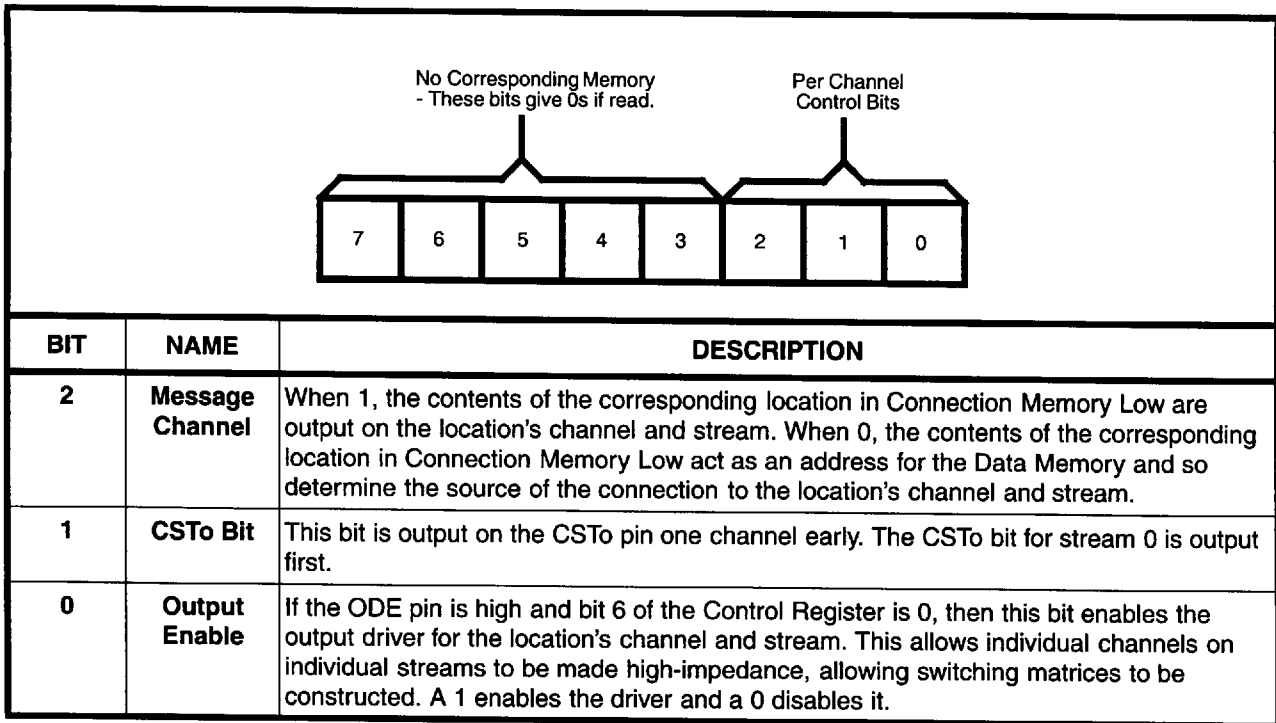 No Corresponding Memory
- These bits give 0s if read.
Per Channel
Control Bits
7 6 5 4 3 2 1 0
BIT NAME DESCRIPTION
2
Message
Channel
When 1, the contents of the corresponding location in Connection Memory Low are
output on the location's channel and stream. When 0, the contents of the corresponding
location in Connection Memory Low act as an address for the Data Memory and so
determine the source of the connection to the location's channel and stream.
1
CSTo Bit
This bit is output on the CSTo pin one channel early. The CSTo bit for stream 0 is output
first.
0
Output
Enable
If the ODE pin is high and bit 6 of the Control Register is 0, then this bit enables the
output driver for the location's channel and stream. This allows individual channels on
individual streams to be made high-impedance, allowing switching matrices to be
constructed. A 1 enables the driver and a 0 disables it.